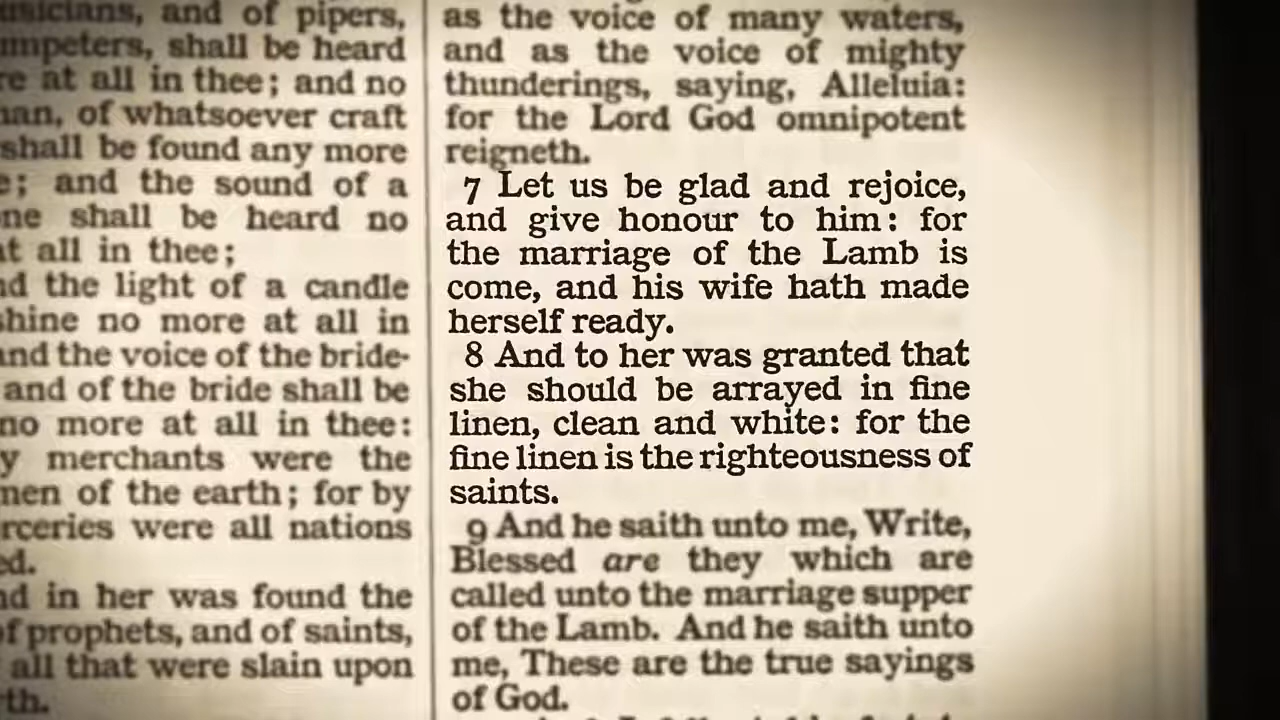 and of pipers,
shall be heard
at all in thee; and no
of whatsoever craft
shall be found any more
and the sound of a
shall be heard no
at all in thee;
the light of a candle
shine no more at all in
and the voice of the bride-
and of the bride shall be
no more at all in thee:
merchants were the
men of the earth; for by
were all nations
in her was found the
of prophets, and of saints,
all that were slain upon
as the voice of many waters,
and as the voice of mighty
thunderings, saying, Alleluia:
for the Lord God omnipotent
reigneth.
7 Let us be glad and rejoice,
and give honour to him: for
the marriage of the Lamb is
come, and his wife hath made
herself ready.
8 And to her was granted that
she should be arrayed in fine
linen, clean and white: for the
fine linen is the righteousness of
saints.
9 And he saith unto me, Write,
Blessed are they which are
called unto the marriage supper
of the Lamb. And he saith unto
me, These are the true sayings
of God.